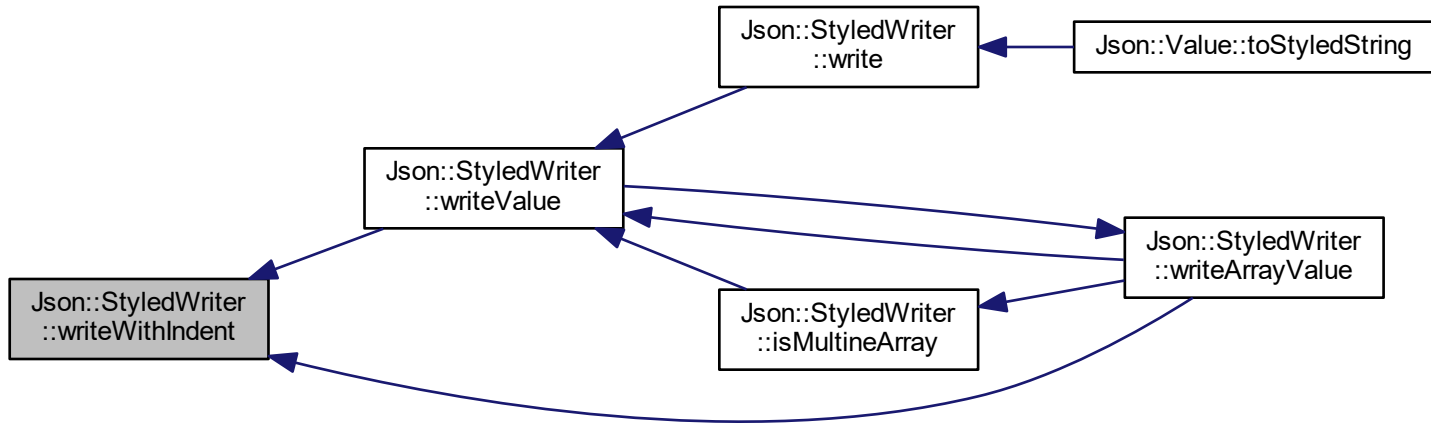 Json::StyledWriter
::write
Json::Value::toStyledString
Json::StyledWriter
::writeValue
Json::StyledWriter
::writeArrayValue
Json::StyledWriter
::writeWithIndent
Json::StyledWriter
::isMultineArray